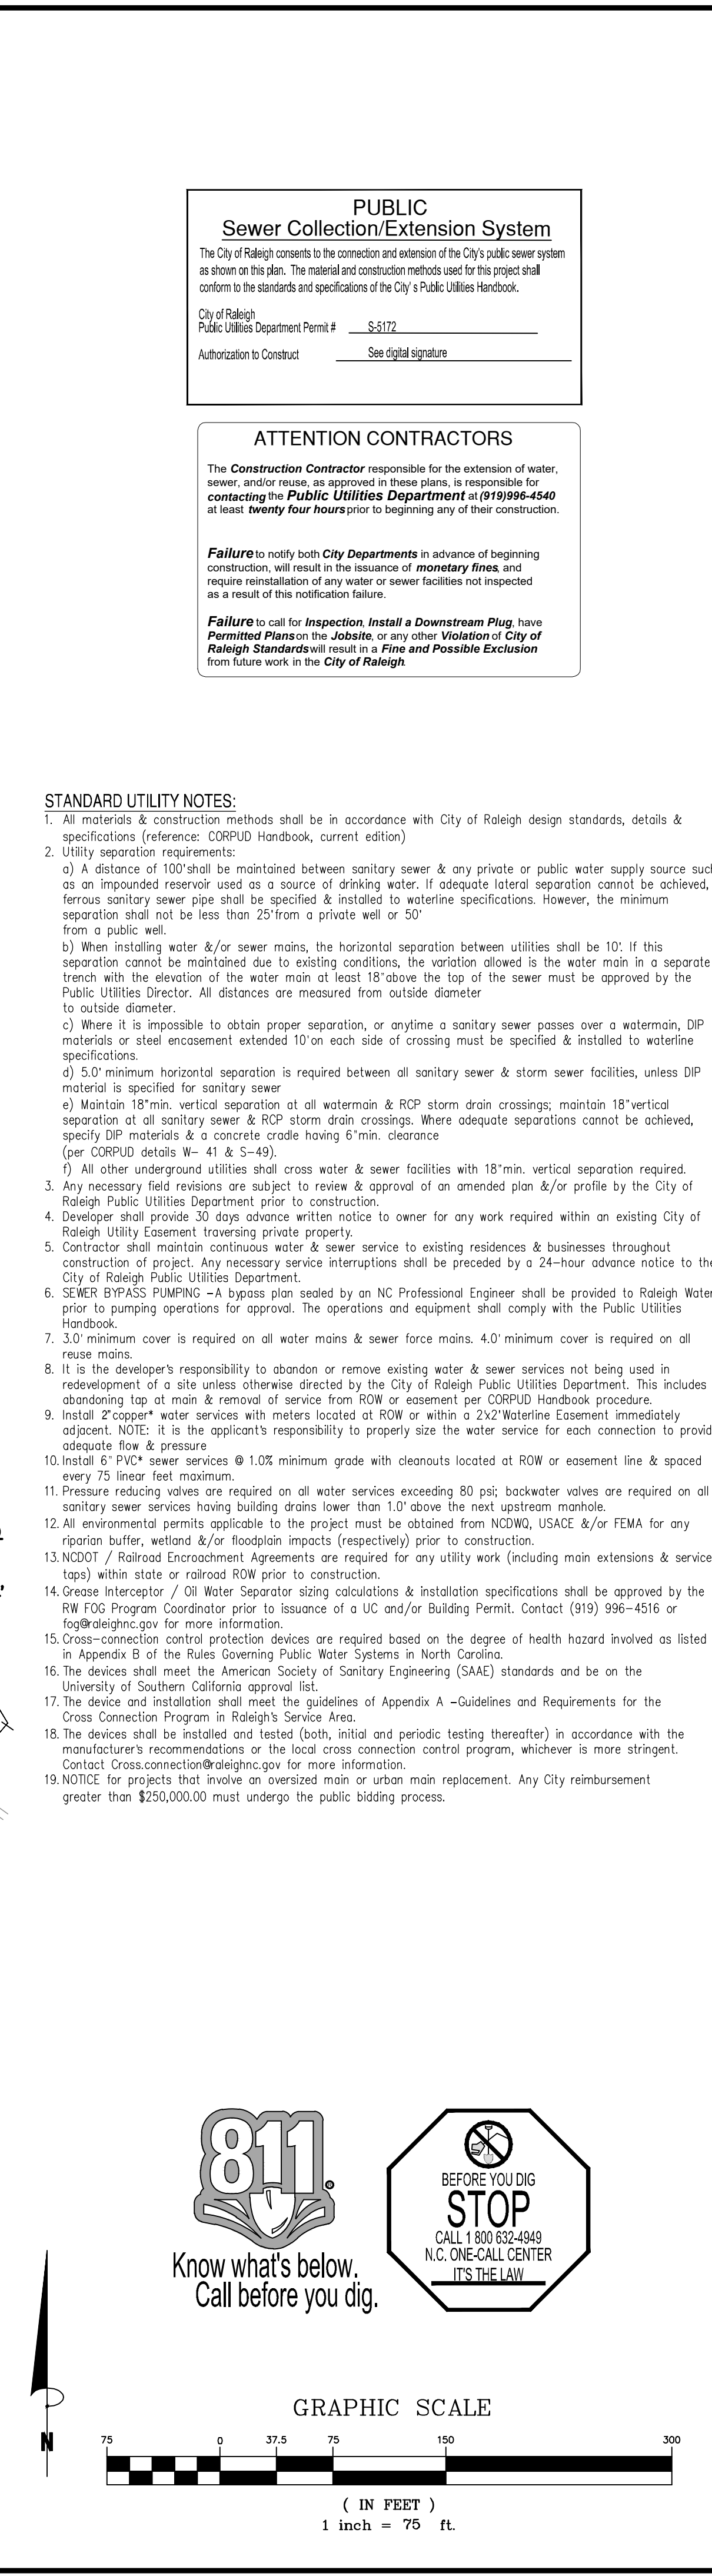 PUBLIC
Sewer Collection/Extension System
The City of Raleigh consents to the connection and extension of the City's public sewer system
as shown on this plan. The material and construction methods used for this project shall
conform to the standards and specifications of the City' s Public Utilities Handbook.
City of Raleigh
Public Utilities Department Permit # S-5172
Authorization to Construct See digital signature
ATTENTION CONTRACTORS
The Construction Contractor responsible for the extension of water,
sewer, and/or reuse, as approved in these plans, is responsible for
contacting the Public Utilities Department at (919)996-4540
at least twenty four hours prior to beginning any of their construction.
Failure to notify both City Departments in advance of beginning
construction, will result in the issuance of monetary fines, and
require reinstallation of any water or sewer facilities not inspected
as a result of this notification failure.
Failure to call for Inspection, Install a Downstream Plug, have
Permitted Plans on the Jobsite, or any other Violation of City of
Raleigh Standards will result in a Fine and Possible Exclusion
from future work in the City of Raleigh.
STANDARD UTILITY NOTES:
1. All materials & construction methods shall be in accordance with City of Raleigh design standards, details &
specifications (reference: CORPUD Handbook, current edition)
2. Utility separation requirements:
a) A distance of 100' shall be maintained between sanitary sewer & any private or public water supply source suc
as an impounded reservoir used as a source of drinking water. If adequate lateral separation cannot be achieved,
ferrous sanitary sewer pipe shall be specified & installed to waterline specifications. However, the minimum
separation shall not be less than 25' from a private well or 50'
from a public well.
b) When installing water &/or sewer mains, the horizontal separation between utilities shall be 10'. If this
separation cannot be maintained due to existing conditions, the variation allowed is the water main in a separate
trench with the elevation of the water main at least 18" above the top of the sewer must be approved by the
Public Utilities Director. All distances are measured from outside diameter
to outside diameter.
c) Where it is impossible to obtain proper separation, or anytime a sanitary sewer passes over a watermain, DIP
materials or steel encasement extended 10' on each side of crossing must be specified & installed to waterline
specifications.
d) 5.0' minimum horizontal separation is required between all sanitary sewer & storm sewer facilities, unless DIP
material is specified for sanitary sewer
e) Maintain 18" min. vertical separation at all watermain & RCP storm drain crossings; maintain 18" vertical
separation at all sanitary sewer & RCP storm drain crossings. Where adequate separations cannot be achieved,
specify DIP materials & a concrete cradle having 6" min. clearance
(per CORPUD details W- 41 & S-49).
f) All other underground utilities shall cross water & sewer facilities with 18" min. vertical separation required.
3. Any necessary field revisions are subject to review & approval of an amended plan &/or profile by the City of
Raleigh Public Utilities Department prior to construction.
4. Developer shall provide 30 days advance written notice to owner for any work required within an existing City of
Raleigh Utility Easement traversing private property.
5. Contractor shall maintain continuous water & sewer service to existing residences & businesses throughout
construction of project. Any necessary service interruptions shall be preceded by a 24-hour advance notice to the
City of Raleigh Public Utilities Department.
6. SEWER BYPASS PUMPING -A bypass plan sealed by an NC Professional Engineer shall be provided to Raleigh Water
prior to pumping operations for approval. The operations and equipment shall comply with the Public Utilities
Handbook.
7. 3.0' minimum cover is required on all water mains & sewer force mains. 4.0' minimum cover is required on all
reuse mains.
8. It is the developer's responsibility to abandon or remove existing water & sewer services not being used in
redevelopment of a site unless otherwise directed by the City of Raleigh Public Utilities Department. This includes
abandoning tap at main & removal of service from ROW or easement per CORPUD Handbook procedure.
9. Install 2" copper* water services with meters located at ROW or within a 2'x2' Waterline Easement immediately
adjacent. NOTE: it is the applicant's responsibility to properly size the water service for each connection to provid
adequate flow & pressure
10. Install 6" PVC* sewer services @ 1.0% minimum grade with cleanouts located at ROW or easement line & spaced
every 75 linear feet maximum.
11. Pressure reducing valves are required on all water services exceeding 80 psi; backwater valves are required on all
sanitary sewer services having building drains lower than 1.0' above the next upstream manhole.
12. All environmental permits applicable to the project must be obtained from NCDWQ, USACE &/or FEMA for any
riparian buffer, wetland &/or floodplain impacts (respectively) prior to construction.
13. NCDOT / Railroad Encroachment Agreements are required for any utility work (including main extensions & service
taps) within state or railroad ROW prior to construction.
14. Grease Interceptor / Oil Water Separator sizing calculations & installation specifications shall be approved by the
RW FOG Program Coordinator prior to issuance of a UC and/or Building Permit. Contact (919) 996-4516 or
fog@raleighnc.gov for more information.
15. Cross-connection control protection devices are required based on the degree of health hazard involved as listed
in Appendix B of the Rules Governing Public Water Systems in North Carolina.
16. The devices shall meet the American Society of Sanitary Engineering (SAAE) standards and be on the
University of Southern California approval list.
17. The device and installation shall meet the guidelines of Appendix A -Guidelines and Requirements for the
Cross Connection Program in Raleigh's Service Area.
18. The devices shall be installed and tested (both, initial and periodic testing thereafter) in accordance with the
manufacturer's recommendations or the local cross connection control program, whichever is more stringent.
Contact Cross.connection@raleighnc.gov for more information.
19. NOTICE for projects that involve an oversized main or urban main replacement. Any City reimbursement
greater than $250,000.00 must undergo the public bidding process.
811®
Know what's below.
Call before you dig.
BEFORE YOU DIG
STOP
CALL 1 800 632-4949
N.C. ONE-CALL CENTER
IT'S THE LAW
N
GRAPHIC SCALE
75 0 37.5 75 150 300
( IN FEET )
1 inch = 75 ft.